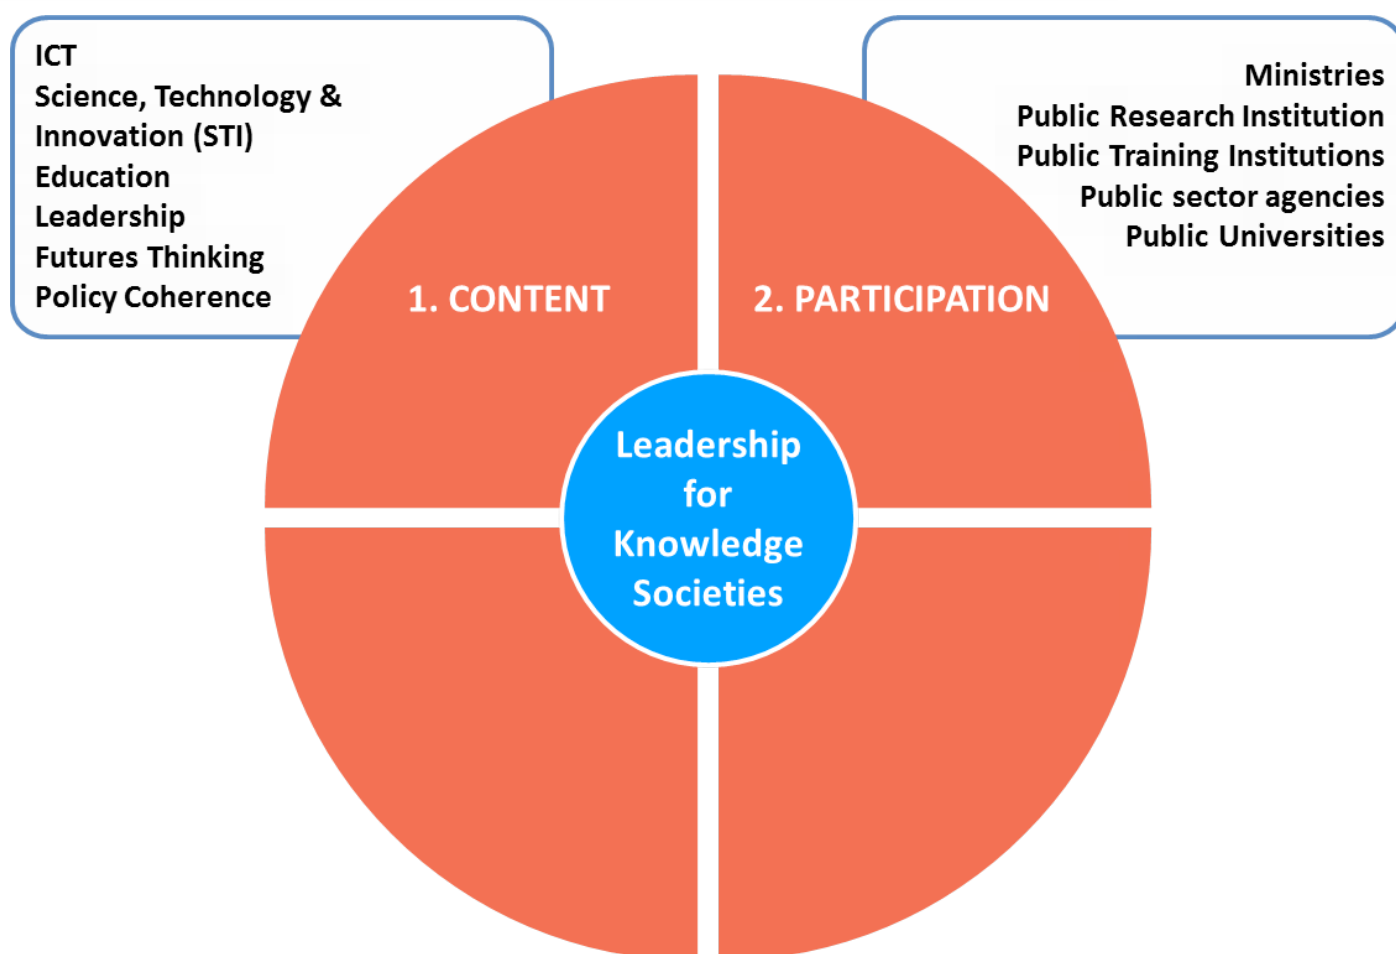 ICT
Science, Technology &
Innovation (STI)
Education
Leadership
Futures Thinking
Policy Coherence
Ministries
Public Research Institution
Public Training Institutions
Public sector agencies
Public Universities
1. CONTENT
2. PARTICIPATION
Leadership
for
Knowledge
Societies